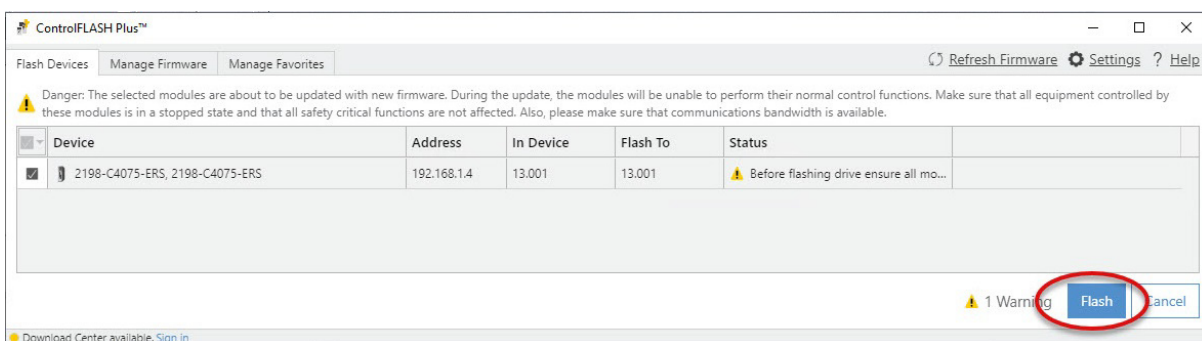 ControlFLASH Plus™
Flash Devices Manage Firmware Manage Favorites Refresh Firmware Settings ? Help
Danger: The selected modules are about to be updated with new firmware. During the update, the modules will be unable to perform their normal control functions. Make sure that all equipment controlled by
these modules is in a stopped state and that all safety critical functions are not affected. Also, please make sure that communications bandwidth is available.
Device Address In Device Flash To Status
2198-C4075-ERS, 2198-C4075-ERS 192.168.1.4 13.001 13.001 Before flashing drive ensure all mo...
1 Warning Flash Cancel
Download Center available. Sign in